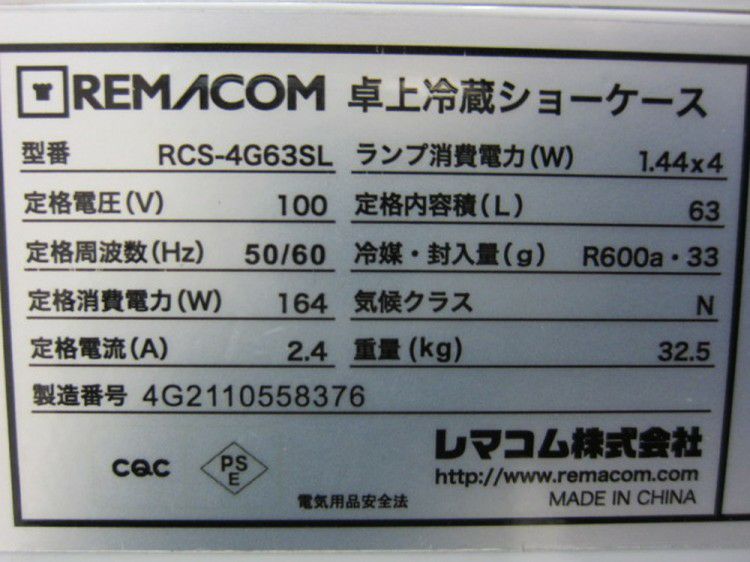 REMACOM 卓上冷蔵ショーケース
型番 RCS-4G63SL ランプ消費電力(W) 1.44x4
定格電圧(V) 100 定格内容積(L) 63
定格周波数(Hz) 50/60 冷媒・封入量(g) R600a・33
定格消費電力(W) 164 気候クラス N
定格電流(A) 2.4 重量(kg) 32.5
製造番号 4G2110558376
レマコム株式会社
CQC PS E http://www.remacom.com
電気用品安全法 MADE IN CHINA